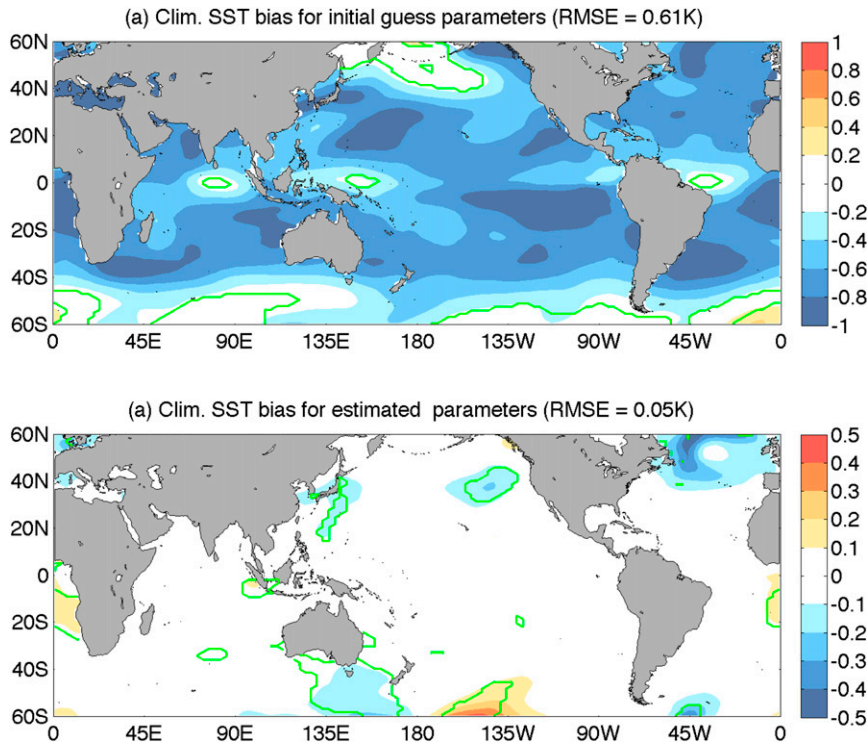 (a) Clim. SST bias for initial guess parameters (RMSE = 0.61K)
60N
40N
20N
0
20S
40S
60S
0 45E 90E 135E 180 135W 90W 45W 0
1
0.8
0.6
0.4
0.2
-0.2
-0.4
-0.6
-0.8
-1
(a) Clim. SST bias for estimated parameters (RMSE = 0.05K)
60N
40N
20N
0
20S
40S
60S
0 45E 90E 135E 180 135W 90W 45W 0
0.5
0.4
0.3
0.2
0.1
-0.1
-0.2
-0.3
-0.4
-0.5